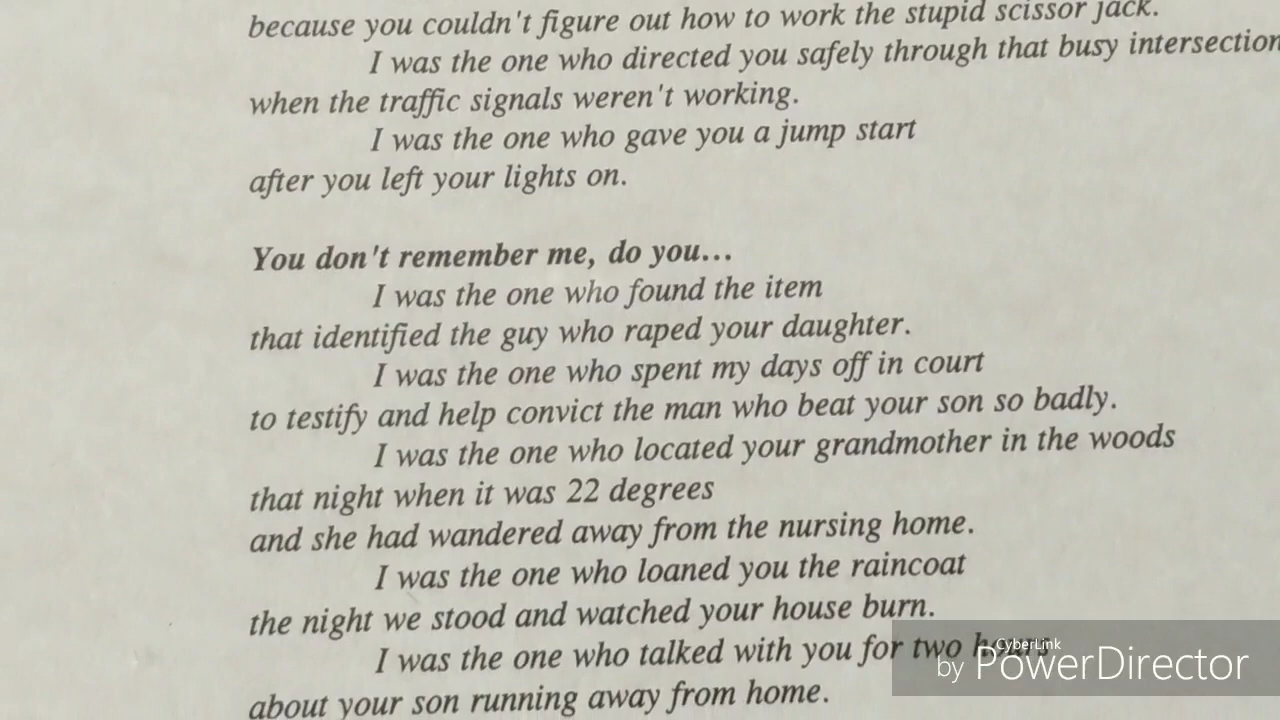 because you couldn't figure out how to work the stupid scissor jack.
I was the one who directed you safely through that busy intersection
when the traffic signals weren't working.
I was the one who gave you a jump start
after you left your lights on.
You don't remember me, do you...
I was the one who found the item
that identified the guy who raped your daughter.
I was the one who spent my days off in court
to testify and help convict the man who beat your son so badly.
I was the one who located your grandmother in the woods
that night when it was 22 degrees
and she had wandered away from the nursing home.
I was the one who loaned you the raincoat
the night we stood and watched your house burn.
I was the one who talked with you for two hours
about your son running away from home.
CyberLink
by PowerDirector